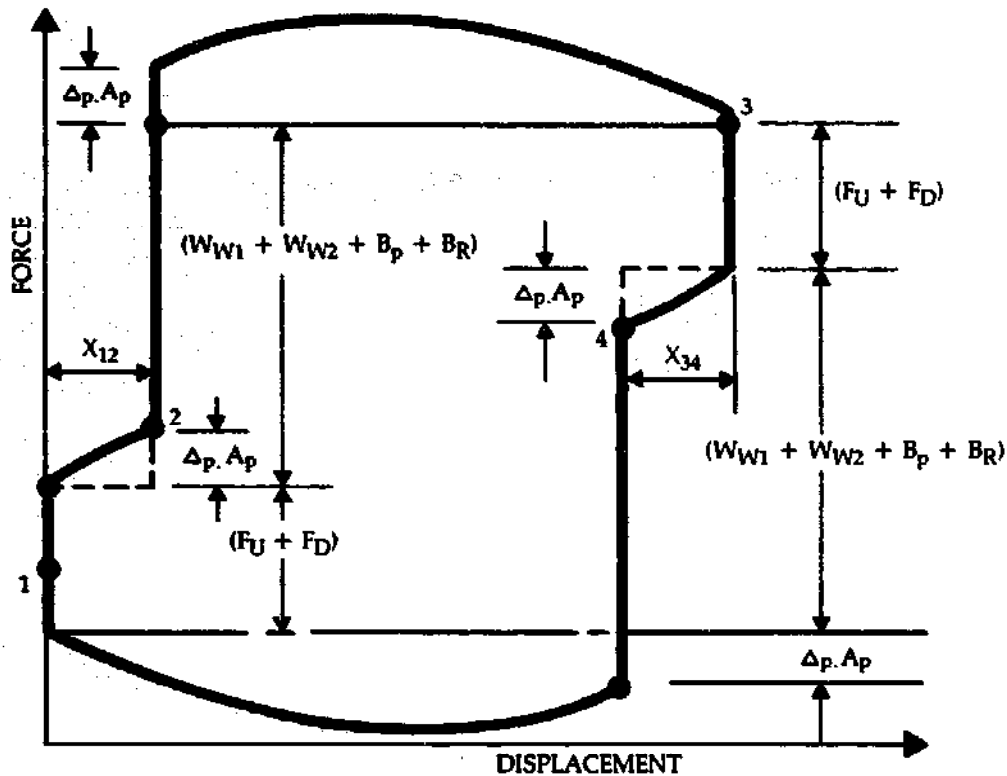 Δp.Ap
3
(FU + FD)
(WW1 + WW2 + Bp + BR)
FORCE
Δp.Ap
4
X12
X34
2
Δp.Ap
(WW1 + WW2 + Bp + BR)
(FU + FD)
1
Δp.Ap
DISPLACEMENT